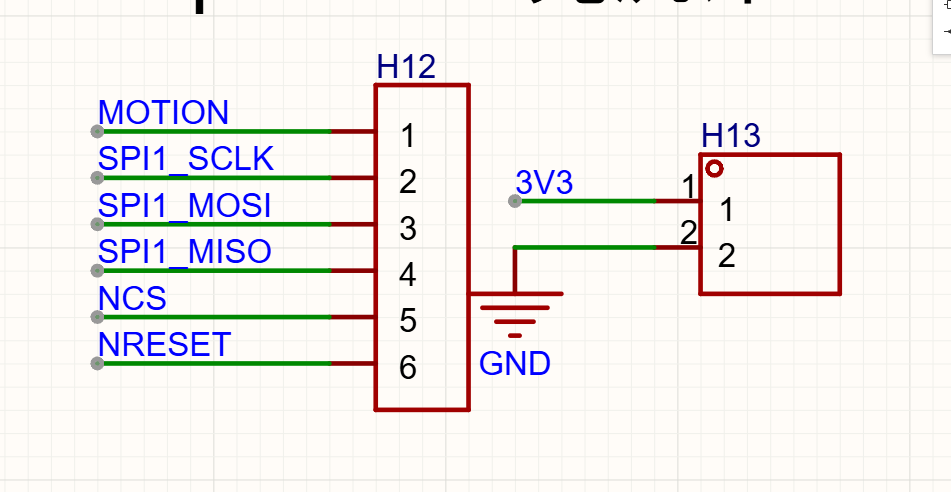 H12
MOTION
1
SPI1_SCLK
2
SPI1_MOSI
3
SPI1_MISO
4
NCS
5
NRESET
6
H13
3V3
1
1
2
2
GND